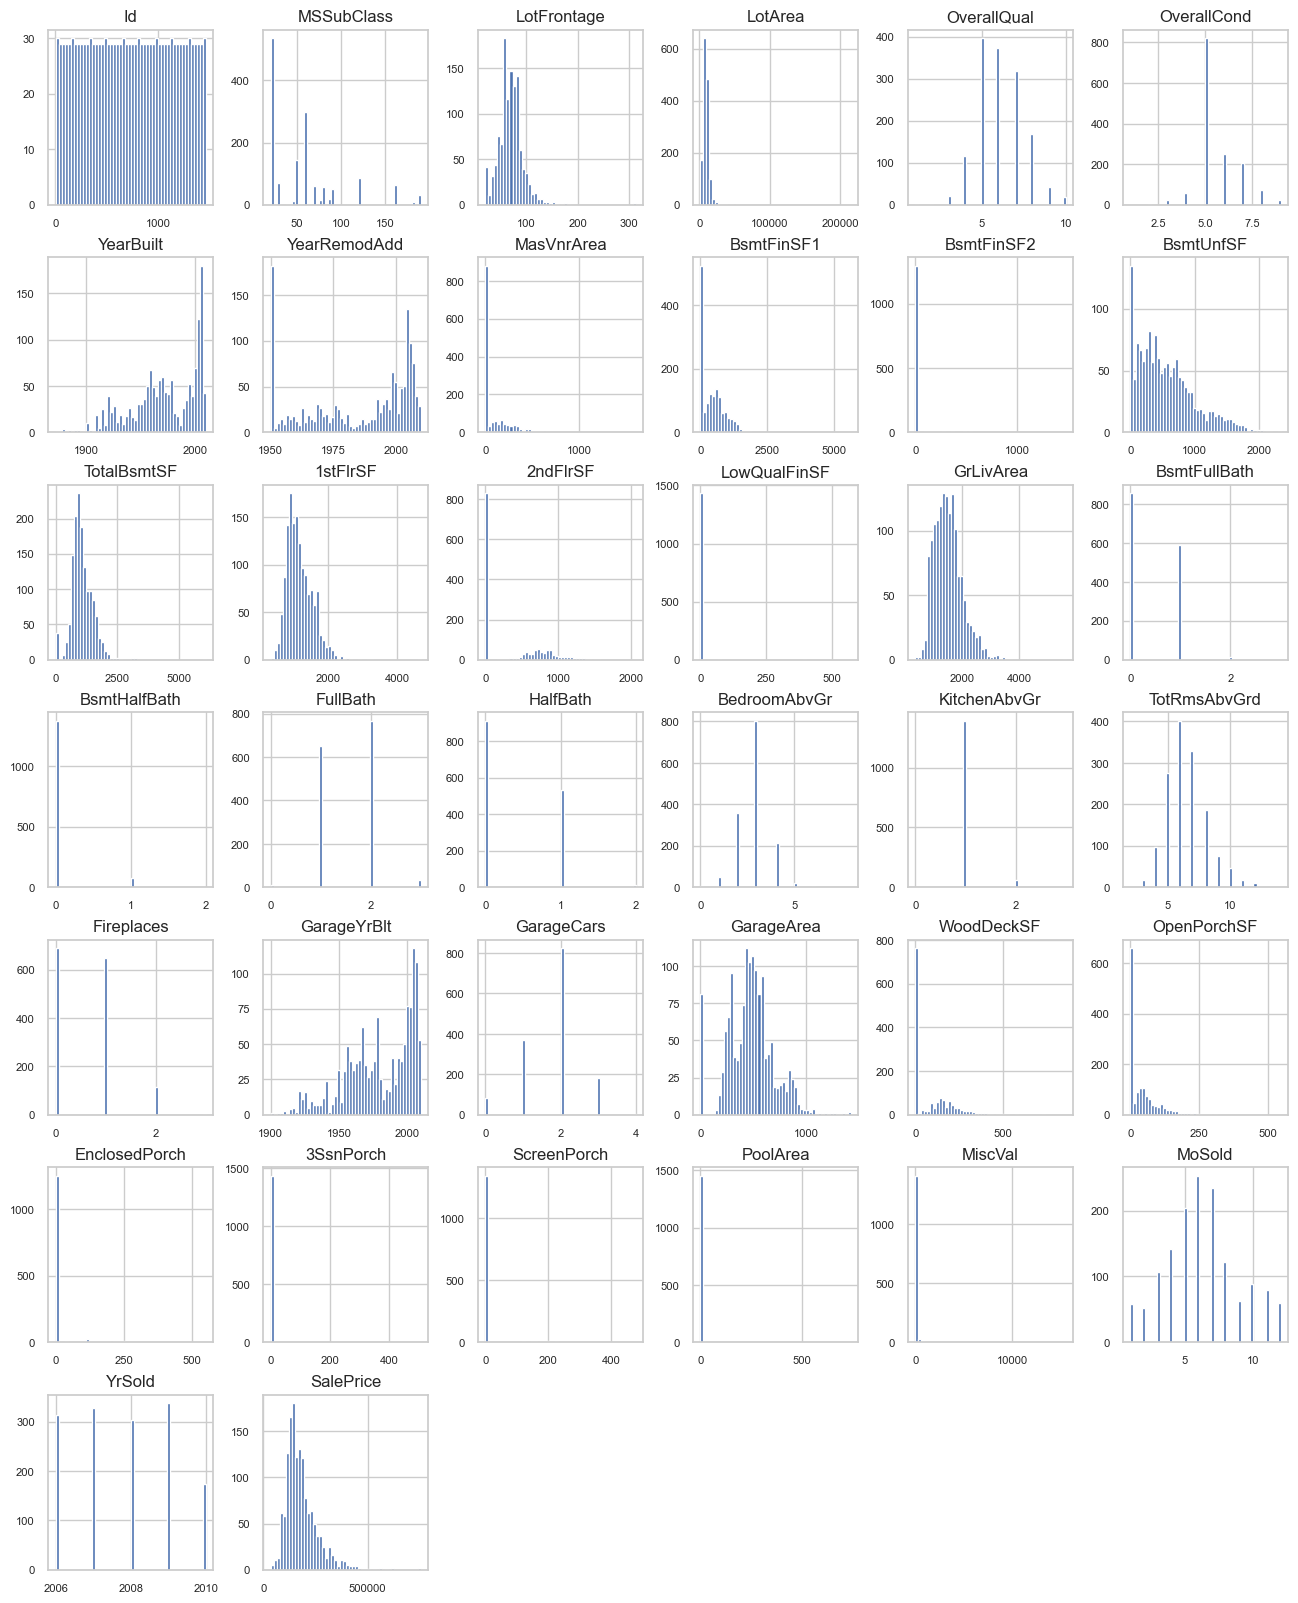 Id MSSubClass LotFrontage LotArea OverallQual OverallCond
30 20 10 0 0 1000
400 200 0 50 100 150
150 100 50 0 100 200 300
600 400 200 0 0 100000 200000
400 300 200 100 0 5 10
800 600 400 200 0 2.5 5.0 7.5
YearBuilt YearRemodAdd MasVnrArea BsmtFinSF1 BsmtFinSF2 BsmtUnfSF
150 100 50 0 1900 2000
150 100 50 0 1950 1975 2000
800 600 400 200 0 0 1000
400 200 0 0 2500 5000
1000 500 0 0 1000
100 50 0 0 1000 2000
TotalBsmtSF 1stFlrSF 2ndFlrSF LowQualFinSF GrLivArea BsmtFullBath
200 150 100 50 0 0 2500 5000
150 100 50 0 2000 4000
800 600 400 200 0 0 1000 2000
1500 1000 500 0 0 250 500
100 50 0 2000 4000
800 600 400 200 0 0 2
BsmtHalfBath FullBath HalfBath BedroomAbvGr KitchenAbvGr TotRmsAbvGrd
1000 500 0 0 1 2
800 600 400 200 0 0 2
800 600 400 200 0 0 1 2
800 600 400 200 0 0 5
1000 500 0 0 2
400 300 200 100 0 5 10
Fireplaces GarageYrBlt GarageCars GarageArea WoodDeckSF OpenPorchSF
600 400 200 0 0 2
100 75 50 25 0 1900 1950 2000
800 600 400 200 0 0 2 4
100 75 50 25 0 0 1000
800 600 400 200 0 0 500
600 400 200 0 0 250 500
EnclosedPorch 3SsnPorch ScreenPorch PoolArea MiscVal MoSold
1000 500 0 0 250 500
1500 1000 500 0 0 200 400
1000 500 0 0 200 400
1500 1000 500 0 0 500
1000 500 0 0 10000
200 100 0 5 10
YrSold SalePrice
300 200 100 0 2006 2008 2010
150 100 50 0 0 500000